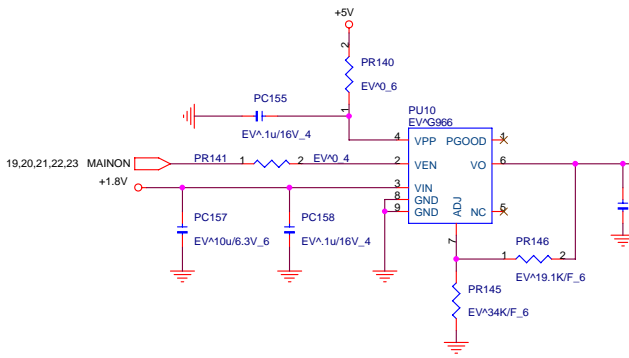 +5V
2
PR140
EV^0_6
1
PC155
EV^.1u/16V_4
PU10
EV^G966
4
VPP
PGOOD
1
19,20,21,22,23
MAINON
PR141
1
2
EV^0_4
2
VEN
VO
6
+1.8V
3
VIN
8
GND
9
GND
ADJ
NC
5
PC157
EV^10u/6.3V_6
PC158
EV^.1u/16V_4
7
PR146
1
2
EV^19.1K/F_6
PR145
EV^34K/F_6